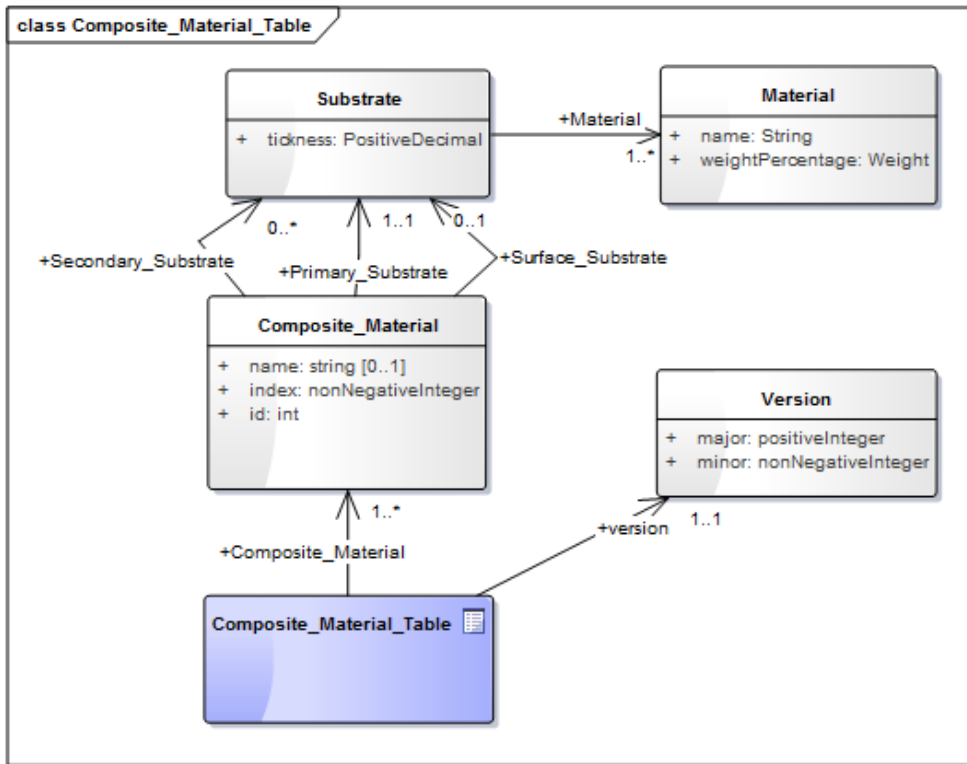 class Composite_Material_Table
Substrate
+ tickness: PositiveDecimal
+Material
1..*
Material
+ name: String
+ weightPercentage: Weight
0..*
1..1
0..1
+Secondary_Substrate
+Primary_Substrate
+Surface_Substrate
Composite_Material
+ name: string [0..1]
+ index: nonNegativeInteger
+ id: int
Version
+ major: positiveInteger
+ minor: nonNegativeInteger
1..*
+Composite_Material
1..1
+version
Composite_Material_Table